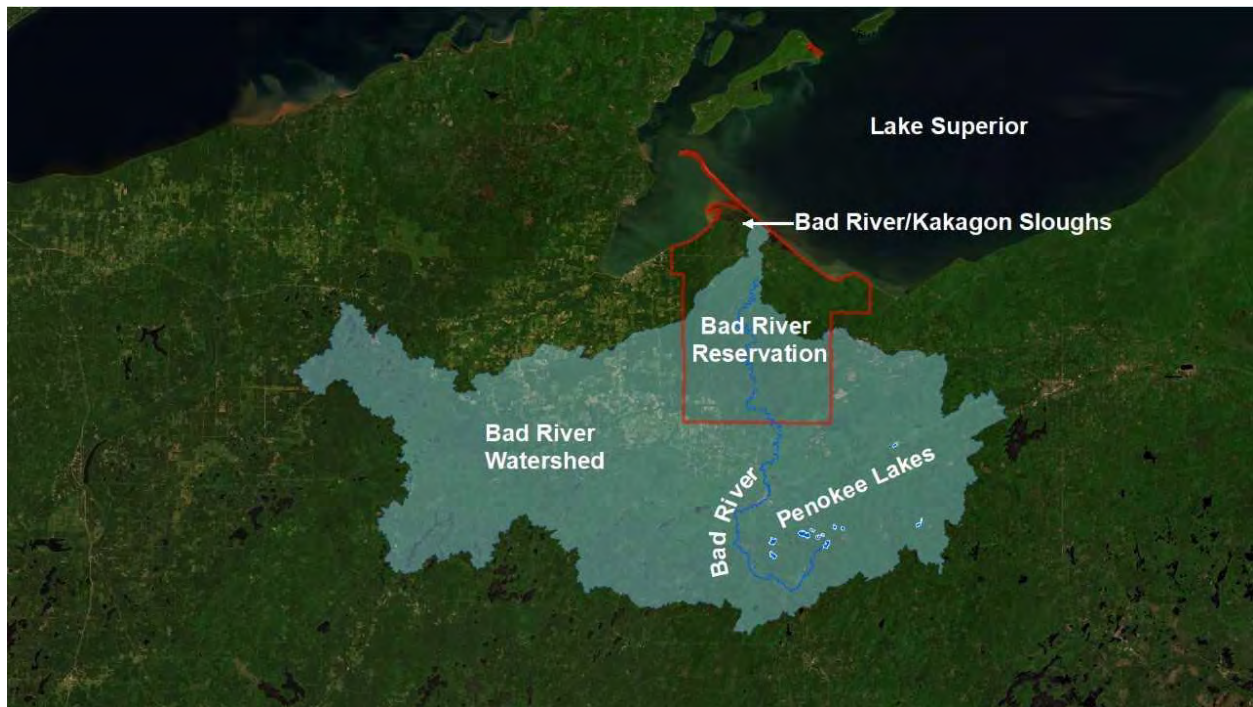 Lake Superior
Bad River/Kakagon Sloughs
Bad River
Reservation
Bad River
Watershed
Bad River
Penokee Lakes